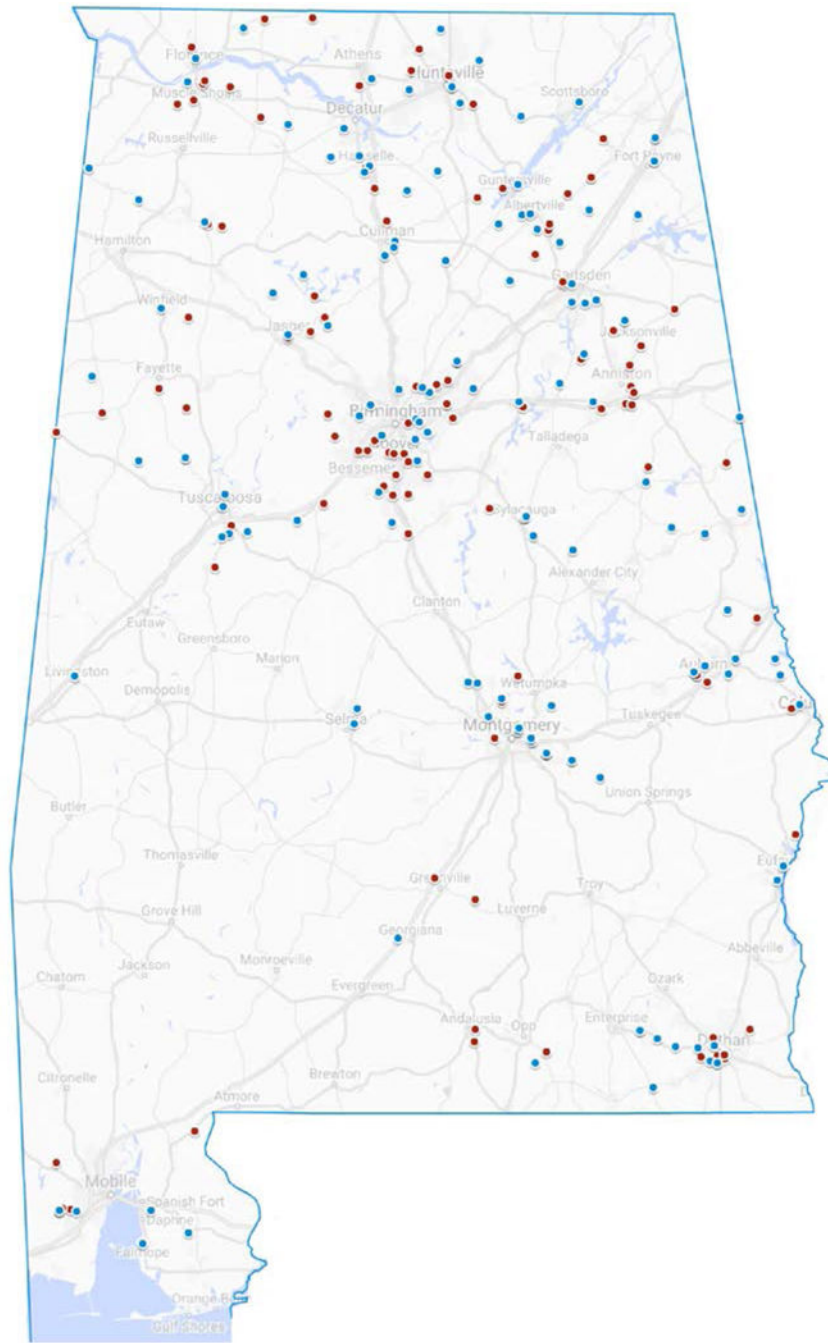 Florence
Athens
Huntsville
Muscle Shoals
Scottsboro
Decatur
Russellville
Hartselle
Fort Payne
Guntersville
Albertville
Cullman
Hamilton
Gadsden
Winfield
Jasper
Jacksonville
Fayette
Anniston
Birmingham
Hoover
Talladega
Bessemer
Tuscaloosa
Sylacauga
Alexander City
Clanton
Eutaw
Greensboro
Marion
Livingston
Auburn
Demopolis
Wetumpka
Selma
Tuskegee
Montgomery
Butler
Union Springs
Thomasville
Greenville
Troy
Grove Hill
Luverne
Georgiana
Abbeville
Jackson
Monroeville
Chatom
Evergreen
Ozark
Andalusia
Opp
Enterprise
Dothan
Citronelle
Brewton
Atmore
Mobile
Spanish Fort
Daphne
Fairhope
Orange Be
Gulf Shores